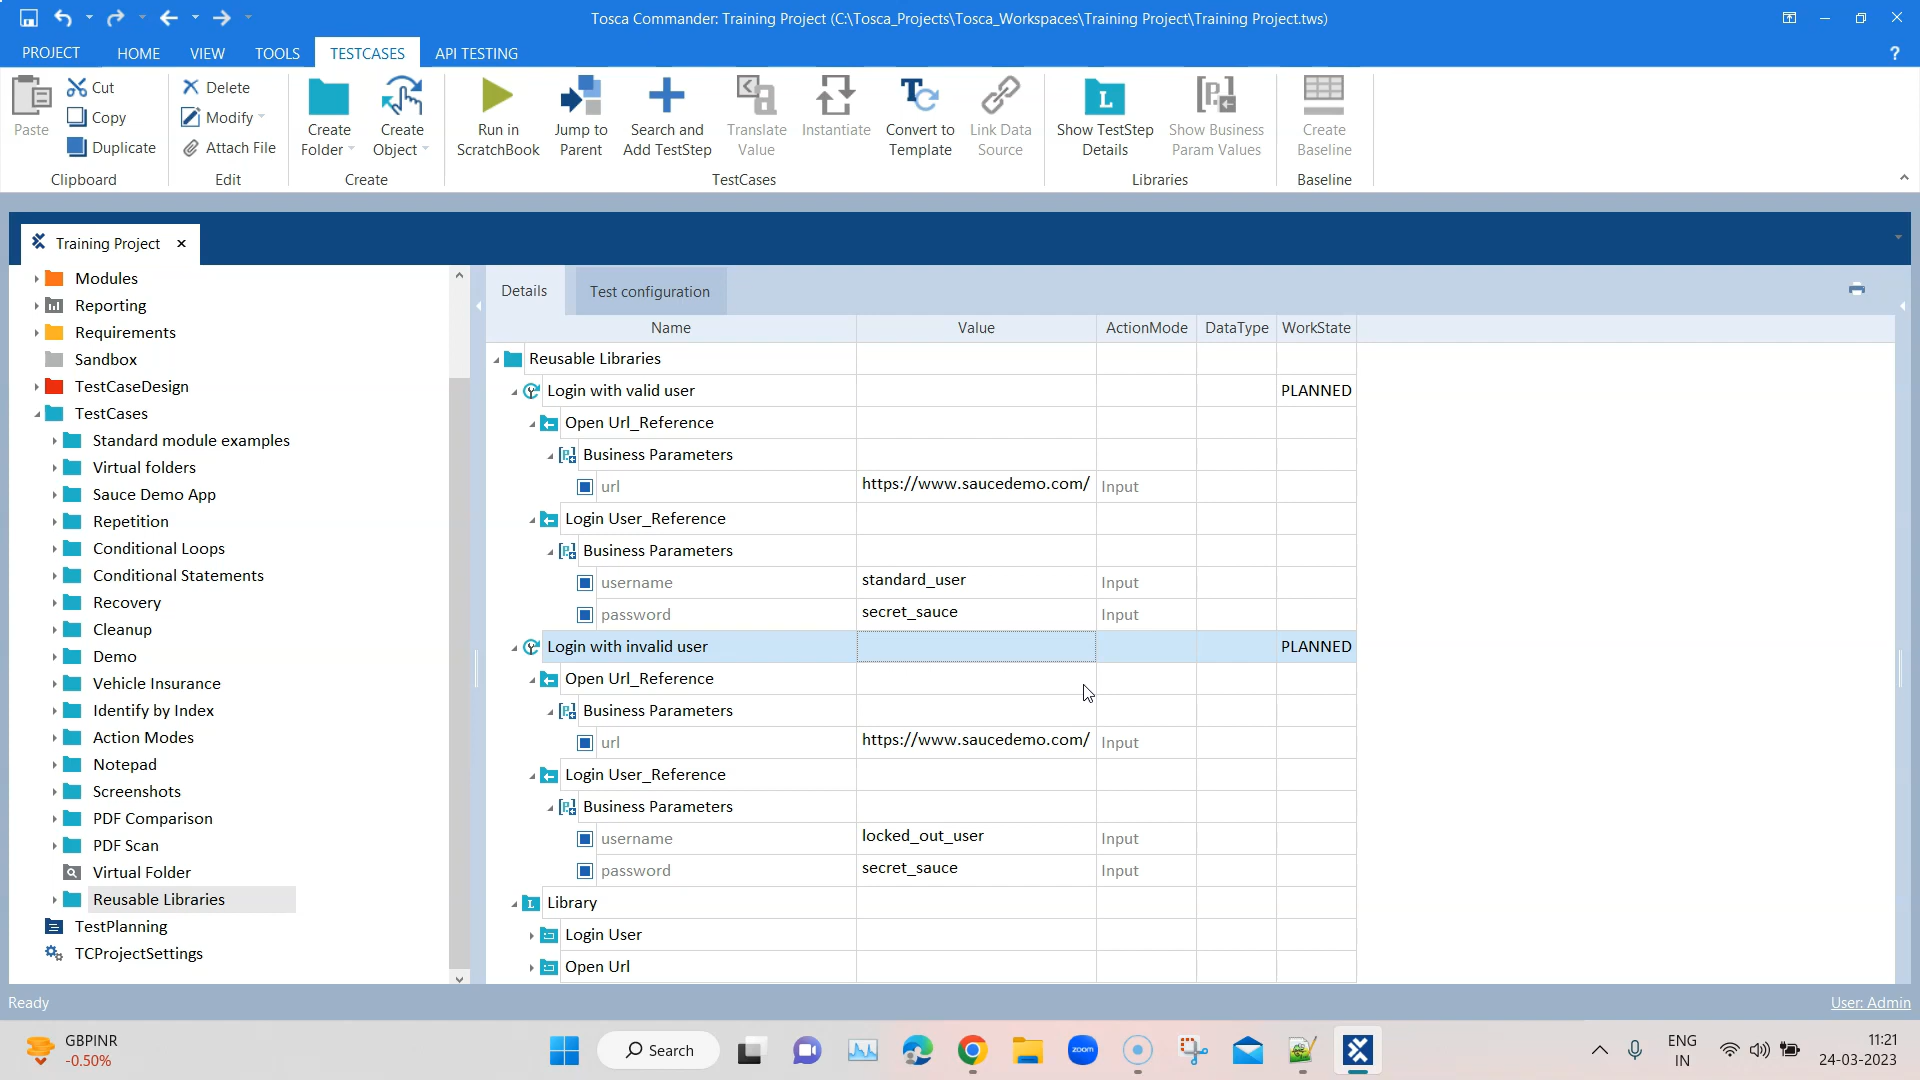 Tosca Commander: Training Project (C:\Tosca_Projects\Tosca_Workspaces\Training Project\Training Project.tws)
PROJECT HOME VIEW TOOLS TESTCASES API TESTING ?
Paste
Cut
Copy
Duplicate
Clipboard
Delete
Modify
Attach File
Edit
Create Folder
Create Object
Create
Run in ScratchBook
Jump to Parent
Search and Add TestStep
Translate Value
Instantiate
Convert to Template
Link Data Source
TestCases
L
Show TestStep Details
Show Business Param Values
Libraries
Create Baseline
Baseline
Training Project
Modules
Reporting
Requirements
Sandbox
TestCaseDesign
TestCases
Standard module examples
Virtual folders
Sauce Demo App
Repetition
Conditional Loops
Conditional Statements
Recovery
Cleanup
Demo
Vehicle Insurance
Identify by Index
Action Modes
Notepad
Screenshots
PDF Comparison
PDF Scan
Virtual Folder
Reusable Libraries
TestPlanning
TCProjectSettings
Details Test configuration
Name Value ActionMode DataType WorkState
Reusable Libraries
Login with valid user PLANNED
Open Url_Reference
Business Parameters
url https://www.saucedemo.com/ Input
Login User_Reference
Business Parameters
username standard_user Input
password secret_sauce Input
Login with invalid user PLANNED
Open Url_Reference
Business Parameters
url https://www.saucedemo.com/ Input
Login User_Reference
Business Parameters
username locked_out_user Input
password secret_sauce Input
L Library
Login User
Open Url
Ready User: Admin
GBPINR
-0.50%
Search
zoom
ENG
IN
11:21
24-03-2023